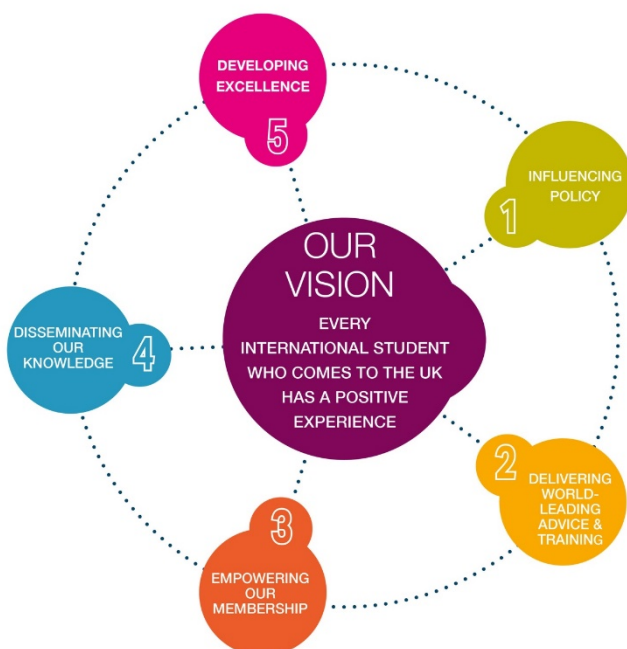 OUR
VISION
EVERY
INTERNATIONAL STUDENT
WHO COMES TO THE UK
HAS A POSITIVE
EXPERIENCE
1
INFLUENCING
POLICY
2
DELIVERING
WORLD-
LEADING
ADVICE &
TRAINING
3
EMPOWERING
OUR
MEMBERSHIP
4
DISSEMINATING
OUR
KNOWLEDGE
5
DEVELOPING
EXCELLENCE